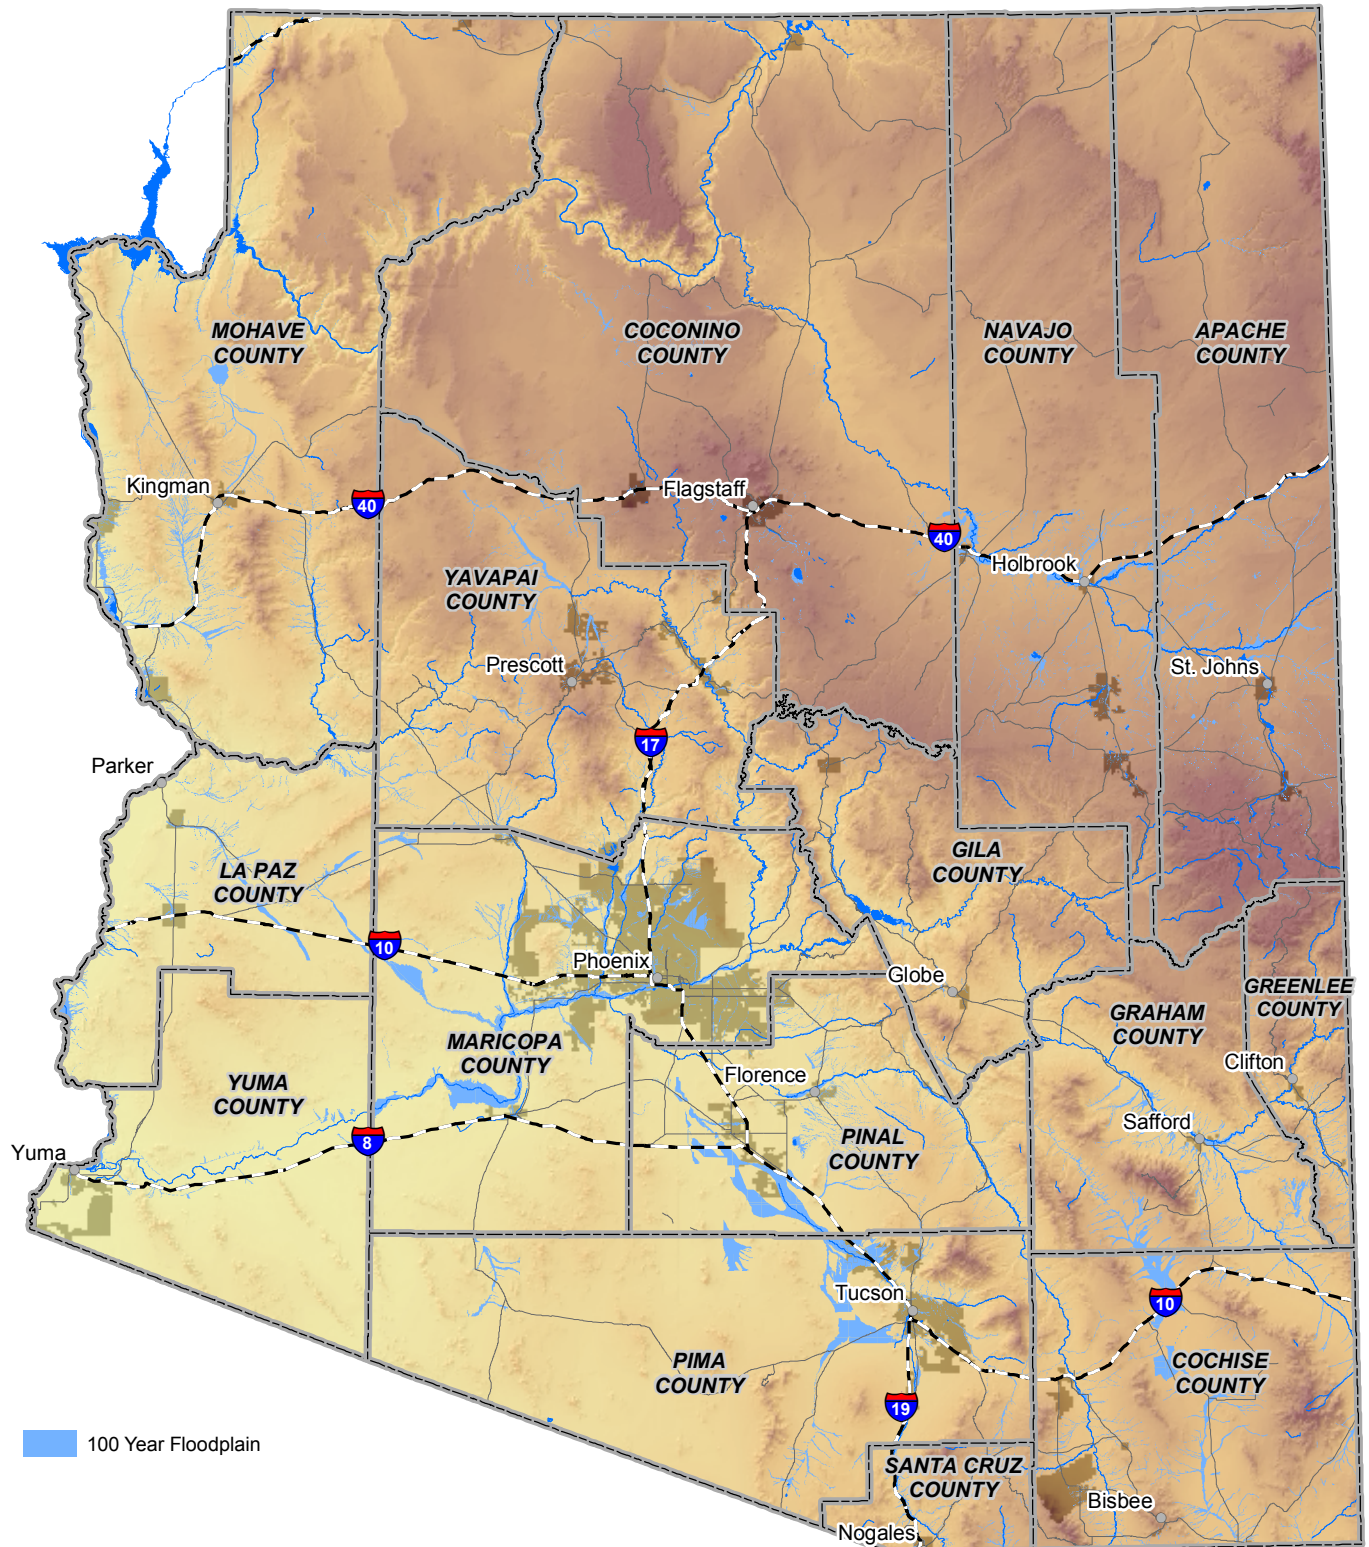 MOHAVE
COUNTY
COCONINO
COUNTY
NAVAJO
COUNTY
APACHE
COUNTY
Kingman
40
Flagstaff
40
Holbrook
YAVAPAI
COUNTY
Prescott
St. Johns
17
Parker
LA PAZ
COUNTY
GILA
COUNTY
10
Phoenix
Globe
GREENLEE
COUNTY
GRAHAM
COUNTY
MARICOPA
COUNTY
Clifton
YUMA
COUNTY
Florence
Safford
8
PINAL
COUNTY
Yuma
Tucson
10
PIMA
COUNTY
COCHISE
COUNTY
19
100 Year Floodplain
SANTA CRUZ
COUNTY
Bisbee
Nogales